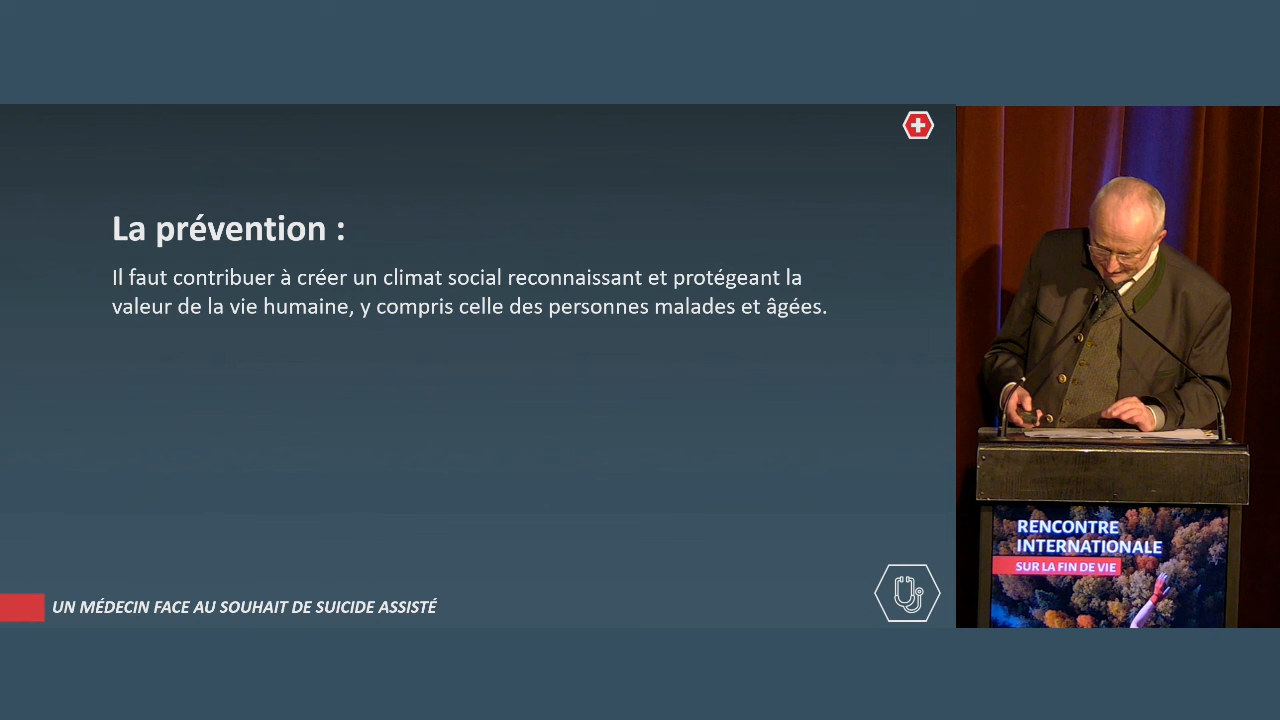 La prévention :
Il faut contribuer à créer un climat social reconnaissant et protégeant la
valeur de la vie humaine, y compris celle des personnes malades et âgées.
UN MÉDECIN FACE AU SOUHAIT DE SUICIDE ASSISTÉ
RENCONTRE
INTERNATIONALE
SUR LA FIN DE VIE